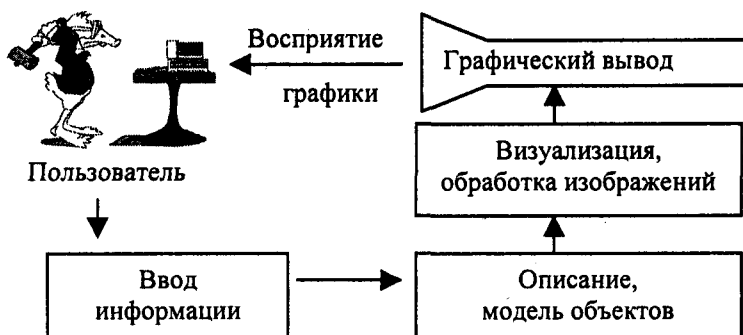 Восприятие
графики
Графический вывод
Пользователь
Визуализация,
обработка изображений
Ввод
информации
Описание,
модель объектов